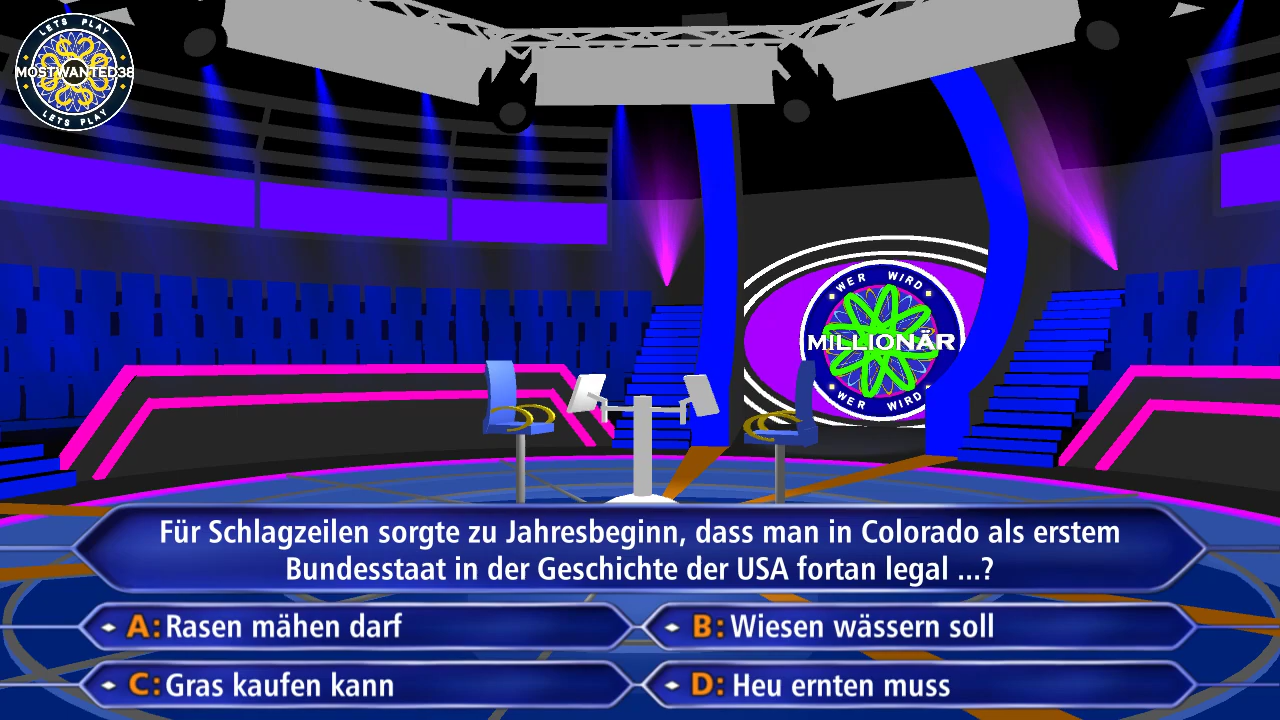 LETS PLAY
MOSTWANTED38
LETS PLAY
WER WIRD
MILLIONÄR
WER WIRD
Für Schlagzeilen sorgte zu Jahresbeginn, dass man in Colorado als erstem
Bundesstaat in der Geschichte der USA fortan legal ...?
A: Rasen mähen darf
B: Wiesen wässern soll
C: Gras kaufen kann
D: Heu ernten muss